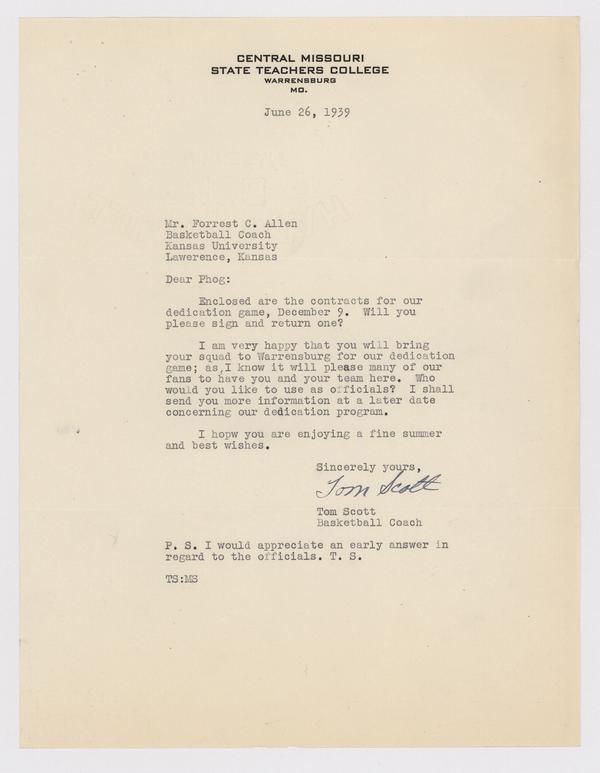 CENTRAL MISSOURI
STATE TEACHERS COLLEGE
WARRENSBURG
MO.
June 26, 1939
Mr. Forrest C. Allen
Basketball Coach
Kansas University
Lawerence, Kansas
Dear Phog:
Enclosed are the contracts for our
dedication game, December 9. Will you
please sign and return one?
I am very happy that you will bring
your squad to Warrensburg for our dedication
game; as, I know it will please many of our
fans to have you and your team here. Who
would you like to use as officials? I shall
send you more information at a later date
concerning our dedication program.
I hopw you are enjoying a fine summer
and best wishes.
Sincerely yours,
Tom Scott
Tom Scott
Basketball Coach
P. S. I would appreciate an early answer in
regard to the officials. T. S.
TS:MS